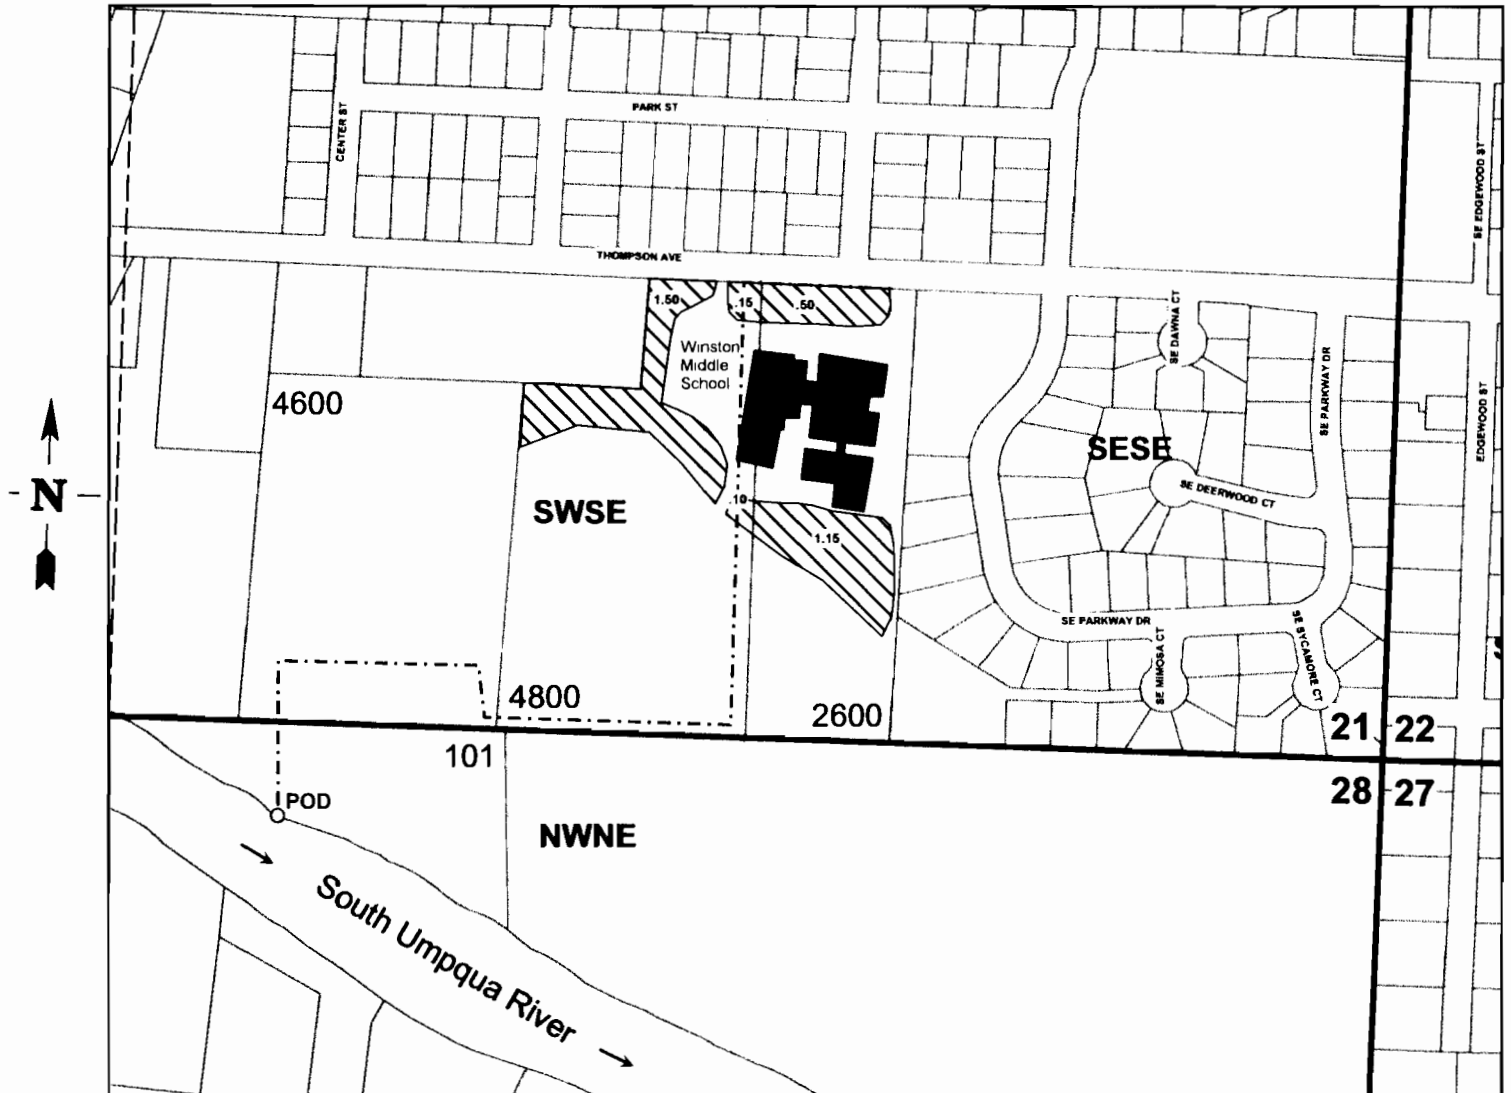 PARK ST
CENTER ST
SE EDGEWOOD ST
THOMPSON AVE
1.50
.15
.50
SE DAWNA CT
Winston
Middle
School
SE PARKWAY DR
4600
EDGEWOOD ST
SESE
N
SE DEERWOOD CT
.10
SWSE
1.15
SE PARKWAY DR
SE MIMOSA CT
SE SYCAMORE CT
4800
2600
21
22
101
28
27
POD
NWNE
South Umpqua River